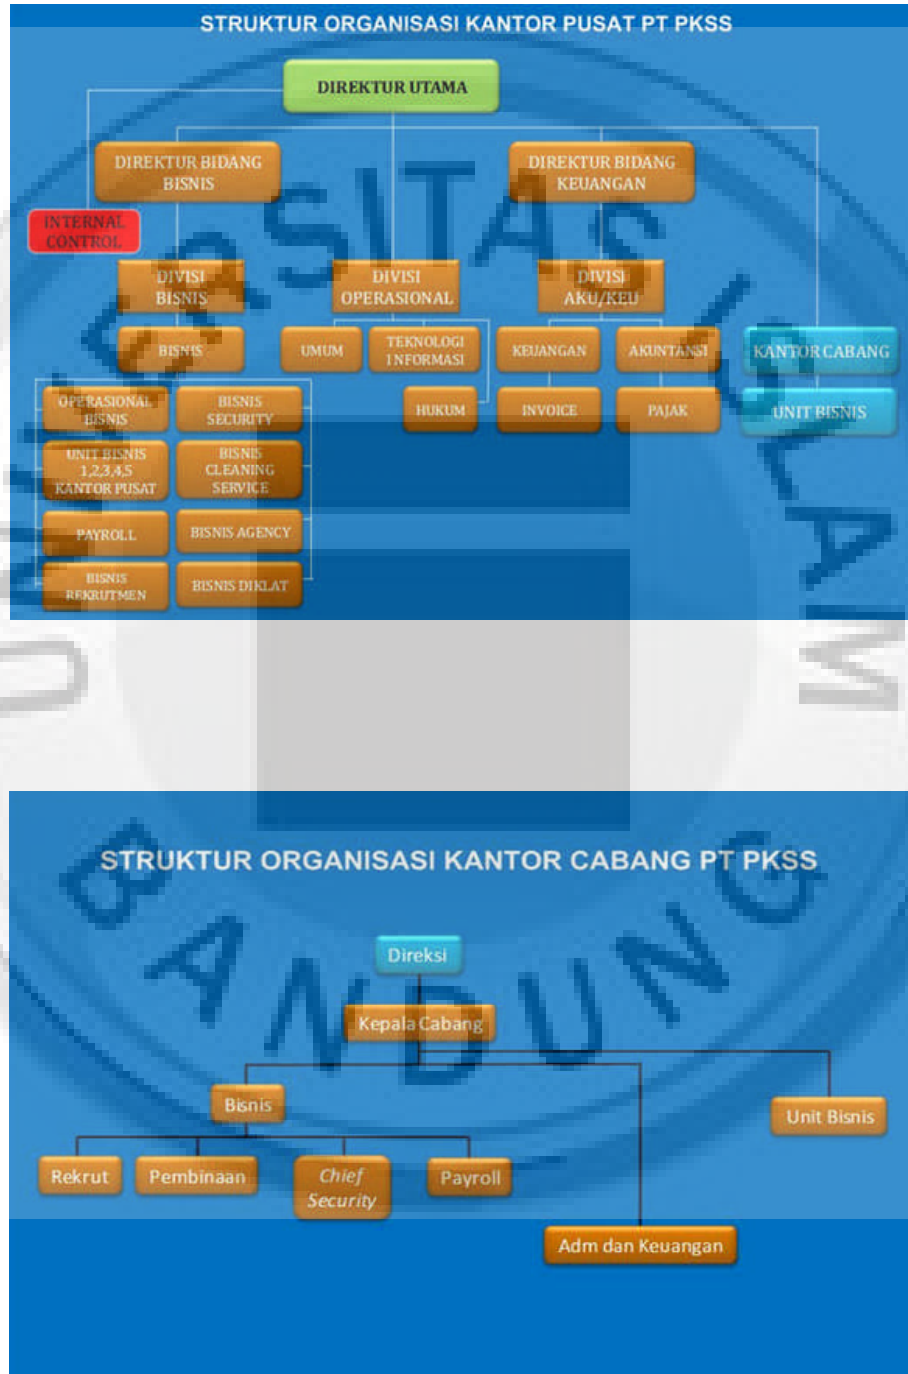 STRUKTUR ORGANISASI KANTOR PUSAT PT PKSS
DIREKTUR UTAMA
DIREKTUR BIDANG
BISNIS
DIREKTUR BIDANG
KEUANGAN
INTERNAL
CONTROL
DIVISI
BISNIS
DIVISI
OPERASIONAL
DIVISI
AKU/KEU
BISNIS
UMUM
TEKNOLOGI
INFORMASI
KEUANGAN
AKUNTANSI
KANTOR CABANG
OPERASIONAL
BISNIS
BISNIS
SECURITY
HUKUM
INVOICE
PAJAK
UNIT BISNIS
UNIT BISNIS
1,2,3,4,5
KANTOR PUSAT
BISNIS
CLEANING
SERVICE
PAYROLL
BISNIS AGENCY
BISNIS
REKRUTMEN
BISNIS DIKLAT
UNIVERSITAS ISLAM
BANDUNG
STRUKTUR ORGANISASI KANTOR CABANG PT PKSS
Direksi
Kepala Cabang
Bisnis
Unit Bisnis
Rekrut
Pembinaan
Chief
Security
Payroll
Adm dan Keuangan